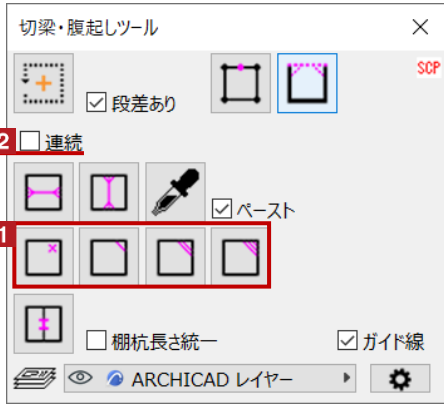 切梁・腹起しツール
段差あり
SCP
2 連続
ペースト
1
棚杭長さ統一
ガイド線
ARCHICAD レイヤー